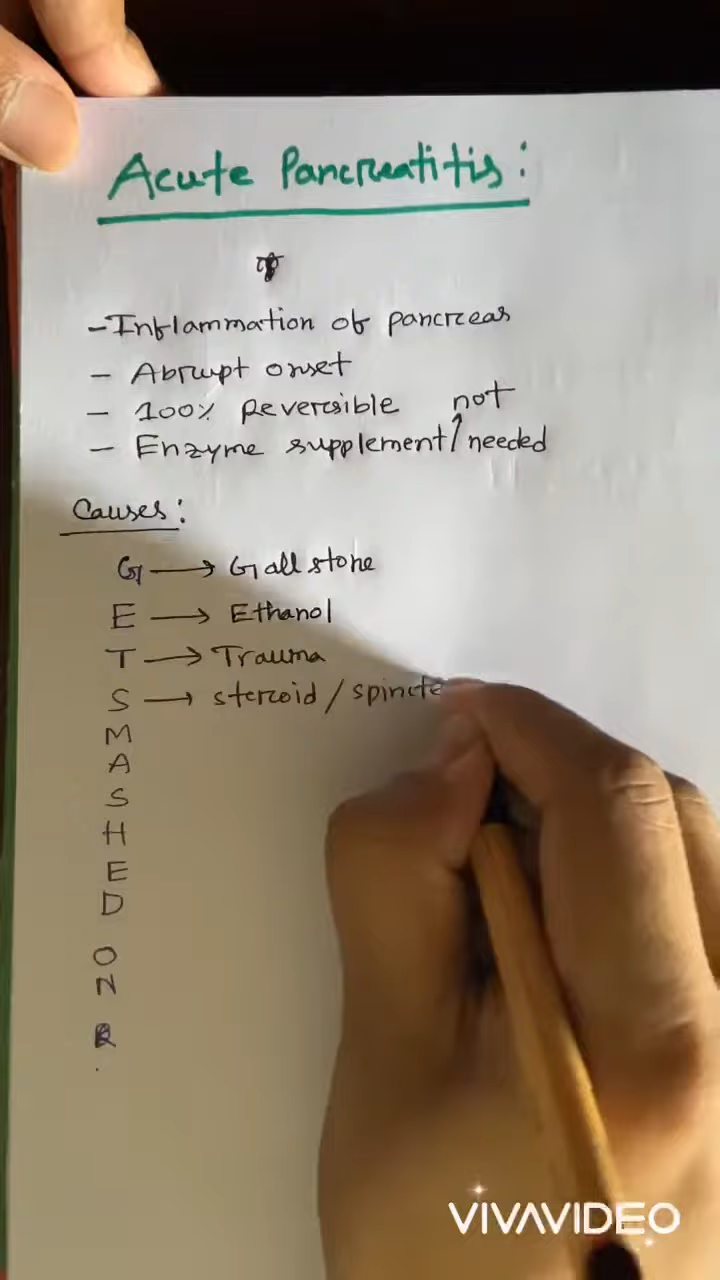 Acute Pancreatitis:
- Inflammation of pancreas
- Abrupt onset
- 100% Reversible not
- Enzyme supplement/needed
Causes:
G → Gall stone
E → Ethanol
T → Trauma
S → steroid / spincte
M
A
S
H
E
D
O
N
VIVAVIDEO